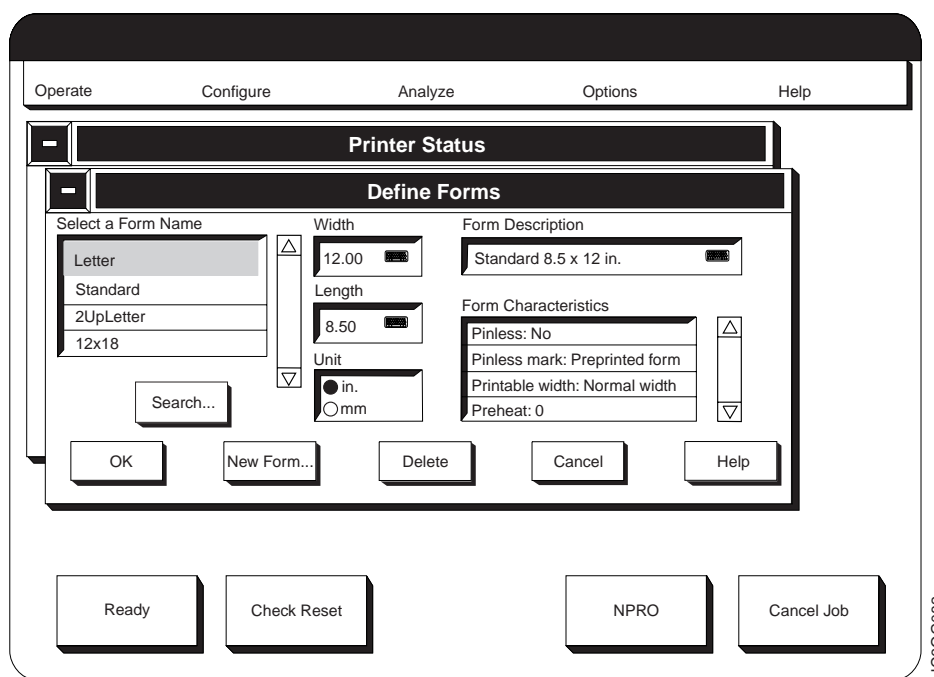 Operate Configure Analyze Options Help
Printer Status
Define Forms
Select a Form Name
Letter
Standard
2UpLetter
12x18
Search...
Width
12.00
Length
8.50
Unit
in.
mm
Form Description
Standard 8.5 x 12 in.
Form Characteristics
Pinless: No
Pinless mark: Preprinted form
Printable width: Normal width
Preheat: 0
OK New Form... Delete Cancel Help
Ready Check Reset NPRO Cancel Job